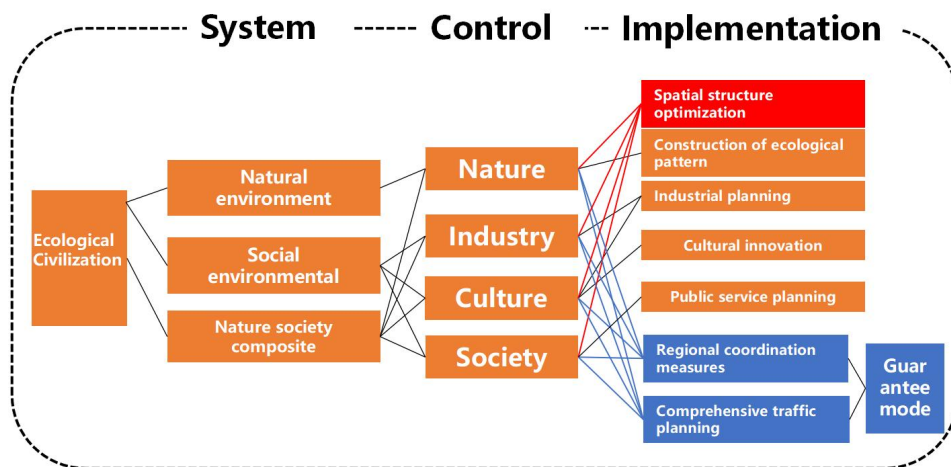 System
Control
Implementation
Ecological
Civilization
Natural
environment
Social
environmental
Nature society
composite
Nature
Industry
Culture
Society
Spatial structure
optimization
Construction of ecological
pattern
Industrial planning
Cultural innovation
Public service planning
Regional coordination
measures
Comprehensive traffic
planning
Guar
antee
mode